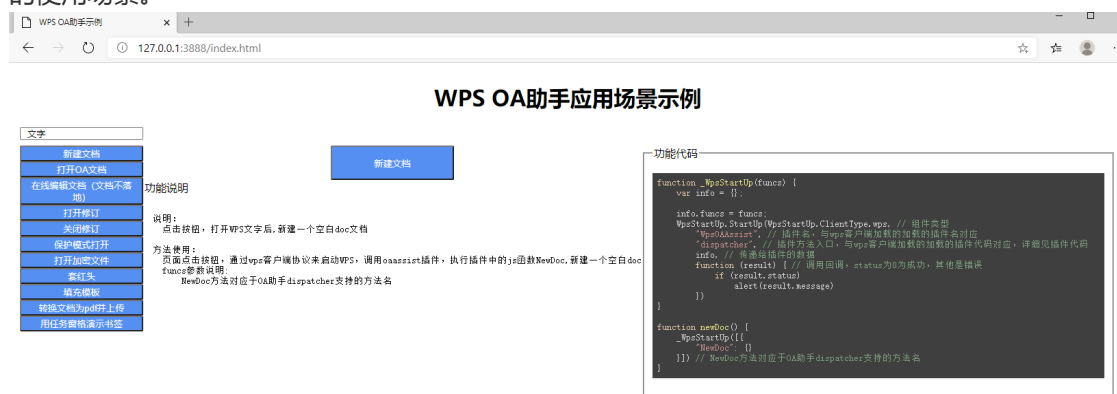 的使用场景。
WPS OA助手示例
127.0.0.1:3888/index.html
WPS OA助手应用场景示例
文字
新建文档
打开OA文档
在线编辑文档（文档不落
地）
打开修订
关闭修订
保护模式打开
打开加密文件
套红头
填充模板
转换文档为pdf并上传
用任务窗格演示书签
新建文档
功能说明
说明：
点击按钮，打开WPS文字后,新建一个空白doc文档
方法使用：
页面点击按钮，通过wps客户端协议来启动WPS，调用oaassist插件，执行插件中的js函数NewDoc,新建一个空白doc
funcs参数说明:
NewDoc方法对应于OA助手dispatcher支持的方法名
功能代码
function _WpsStartUp(funcs) {
var info = {};
info.funcs = funcs;
WpsStartUp.StartUp(WpsStartUp.ClientType.wps, // 组件类型
"WpsOAAssist", // 插件名，与wps客户端加载的加载的插件名对应
"dispatcher", // 插件方法入口，与wps客户端加载的加载的插件代码对应，详细见插件代码
info, // 传递给插件的数据
function (result) { // 调用回调，status为0为成功，其他是错误
if (result.status)
alert(result.message)
})
}
function newDoc() {
_WpsStartUp([{
"NewDoc": {}
}]) // NewDoc方法对应于OA助手dispatcher支持的方法名
}